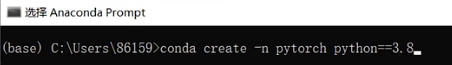 选择 Anaconda Prompt
(base) C:\Users\86159>conda create -n pytorch python==3.8